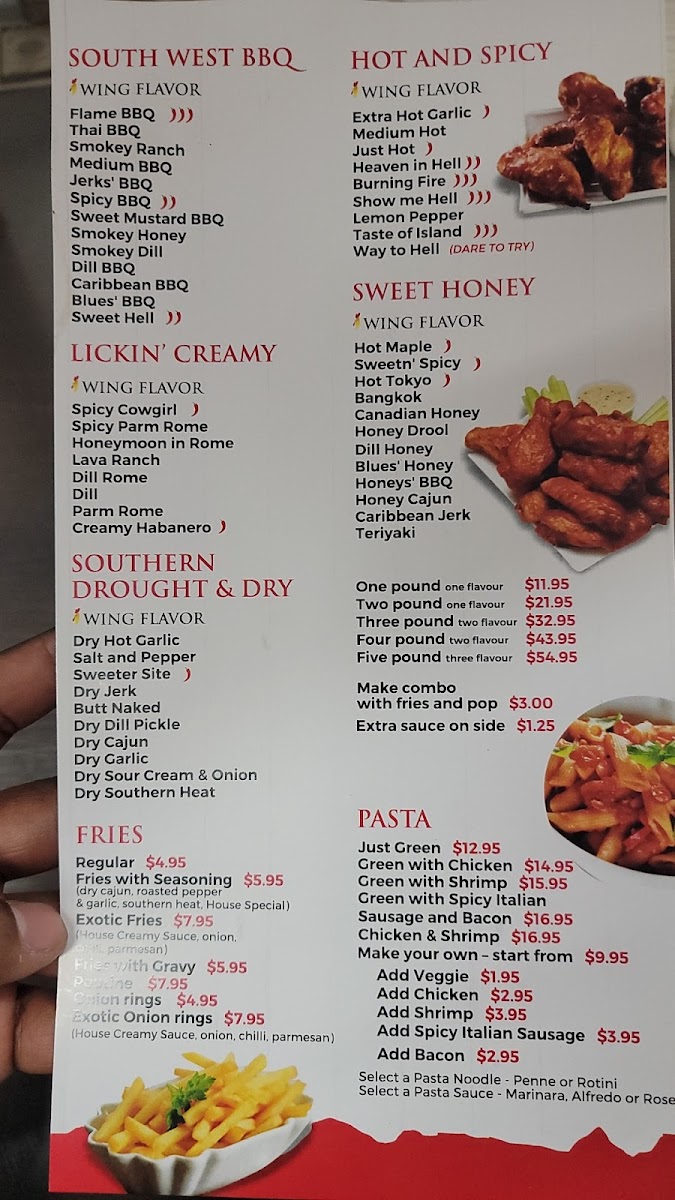 SOUTH WEST BBQ
WING FLAVOR
Flame BBQ
Thai BBQ
Smokey Ranch
Medium BBQ
Jerks' BBQ
Spicy BBQ
Sweet Mustard BBQ
Smokey Honey
Smokey Dill
Dill BBQ
Caribbean BBQ
Blues' BBQ
Sweet Hell
LICKIN' CREAMY
WING FLAVOR
Spicy Cowgirl
Spicy Parm Rome
Honeymoon in Rome
Lava Ranch
Dill Rome
Dill
Parm Rome
Creamy Habanero
SOUTHERN
DROUGHT & DRY
WING FLAVOR
Dry Hot Garlic
Salt and Pepper
Sweeter Site
Dry Jerk
Butt Naked
Dry Dill Pickle
Dry Cajun
Dry Garlic
Dry Sour Cream & Onion
Dry Southern Heat
FRIES
Regular $4.95
Fries with Seasoning $5.95
(dry cajun, roasted pepper
& garlic, southern heat, House Special)
Exotic Fries $7.95
(House Creamy Sauce, onion,
parmesan)
Fries with Gravy $5.95
Poutine $7.95
Onion rings $4.95
Exotic Onion rings $7.95
(House Creamy Sauce, onion, chilli, parmesan)
HOT AND SPICY
WING FLAVOR
Extra Hot Garlic
Medium Hot
Just Hot
Heaven in Hell
Burning Fire
Show me Hell
Lemon Pepper
Taste of Island
Way to Hell (DARE TO TRY)
SWEET HONEY
WING FLAVOR
Hot Maple
Sweetn' Spicy
Hot Tokyo
Bangkok
Canadian Honey
Honey Drool
Dill Honey
Blues' Honey
Honeys' BBQ
Honey Cajun
Caribbean Jerk
Teriyaki
One pound one flavour $11.95
Two pound one flavour $21.95
Three pound two flavour $32.95
Four pound two flavour $43.95
Five pound three flavour $54.95
Make combo
with fries and pop $3.00
Extra sauce on side $1.25
PASTA
Just Green $12.95
Green with Chicken $14.95
Green with Shrimp $15.95
Green with Spicy Italian
Sausage and Bacon $16.95
Chicken & Shrimp $16.95
Make your own – start from $9.95
Add Veggie $1.95
Add Chicken $2.95
Add Shrimp $3.95
Add Spicy Italian Sausage $3.95
Add Bacon $2.95
Select a Pasta Noodle - Penne or Rotini
Select a Pasta Sauce - Marinara, Alfredo or Rose